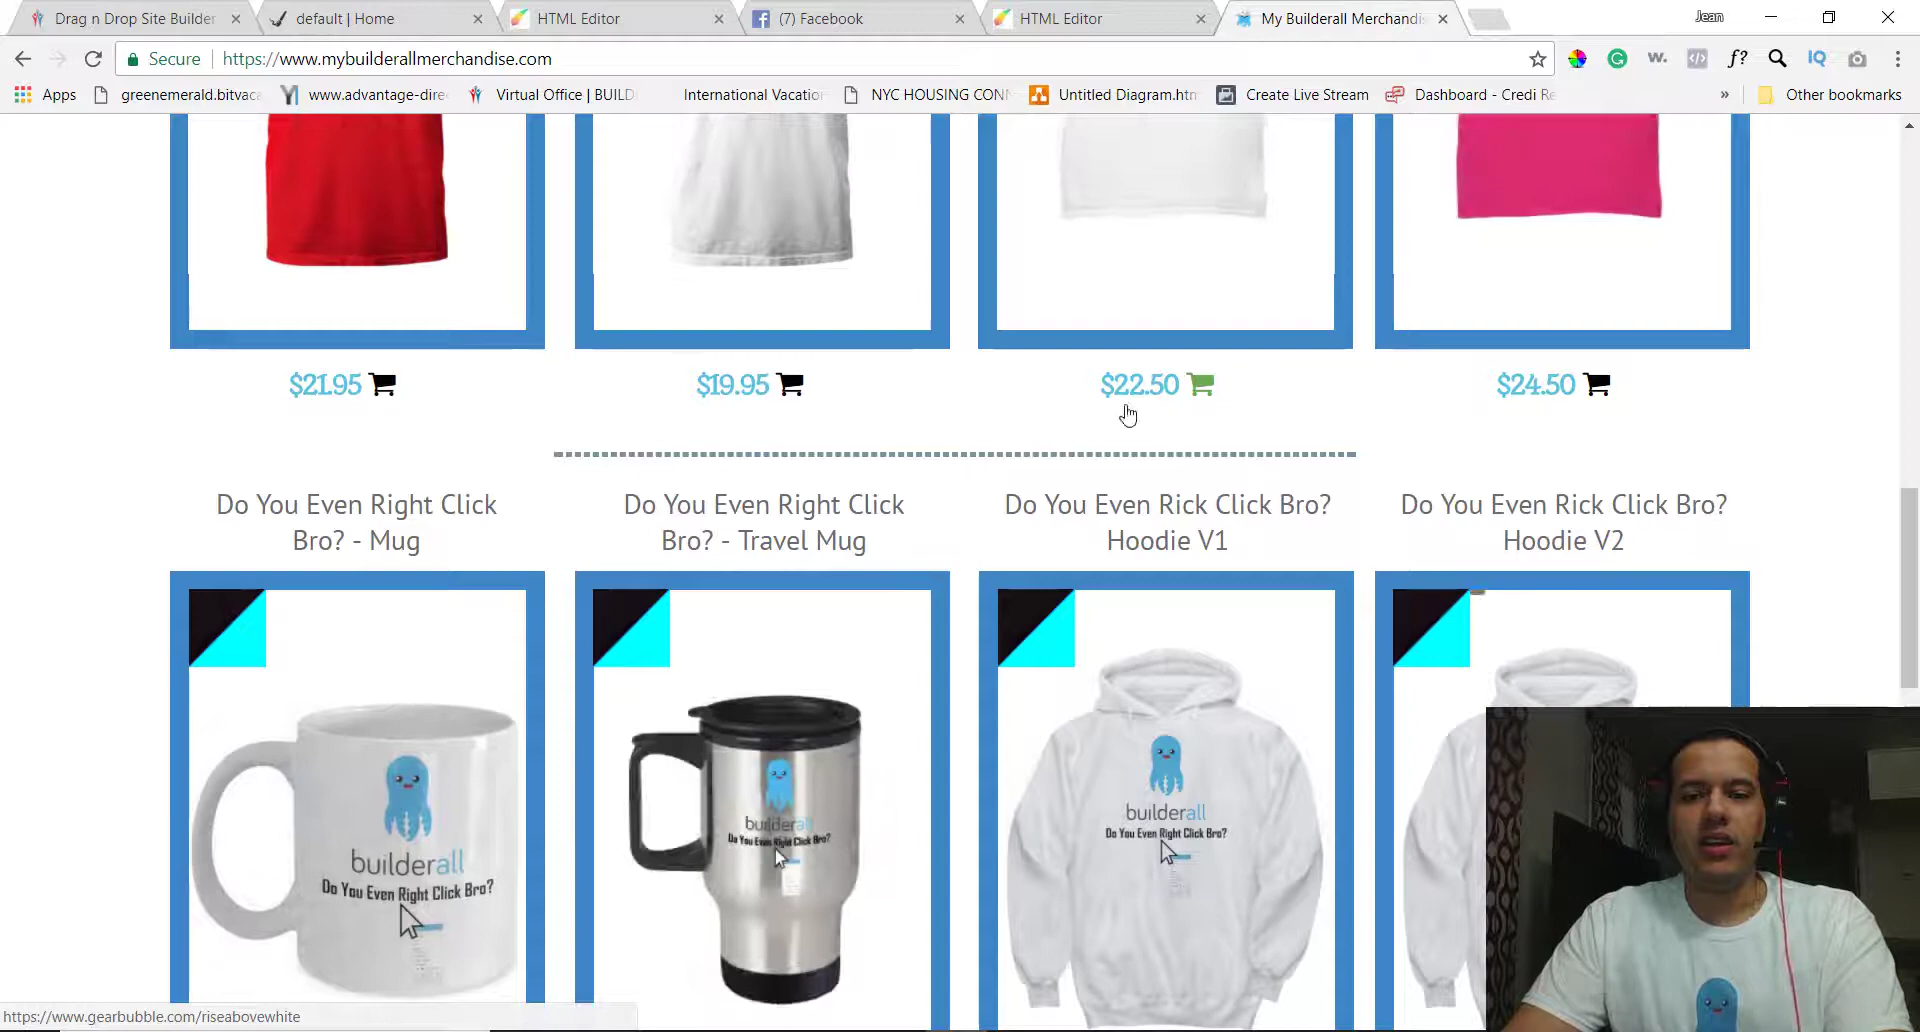 Drag n Drop Site Builder
default | Home
HTML Editor
(7) Facebook
HTML Editor
My Builderall Merchandis
Jean
Secure
https://www.mybuilderallmerchandise.com
w.
f?
IQ
Apps
greenemerald.bitvaca
www.advantage-dire
Virtual Office | BUILD
International Vacatio
NYC HOUSING CON
Untitled Diagram.htm
Create Live Stream
Dashboard - Credi Re
»
Other bookmarks
$21.95
$19.95
$22.50
$24.50
Do You Even Right Click
Bro? - Mug
Do You Even Right Click
Bro? - Travel Mug
Do You Even Rick Click Bro?
Hoodie V1
Do You Even Rick Click Bro?
Hoodie V2
builderall
Do You Even Right Click Bro?
builderall
Do You Even Right Click Bro?
builderall
Do You Even Right Click Bro?
https://www.gearbubble.com/riseabovewhite